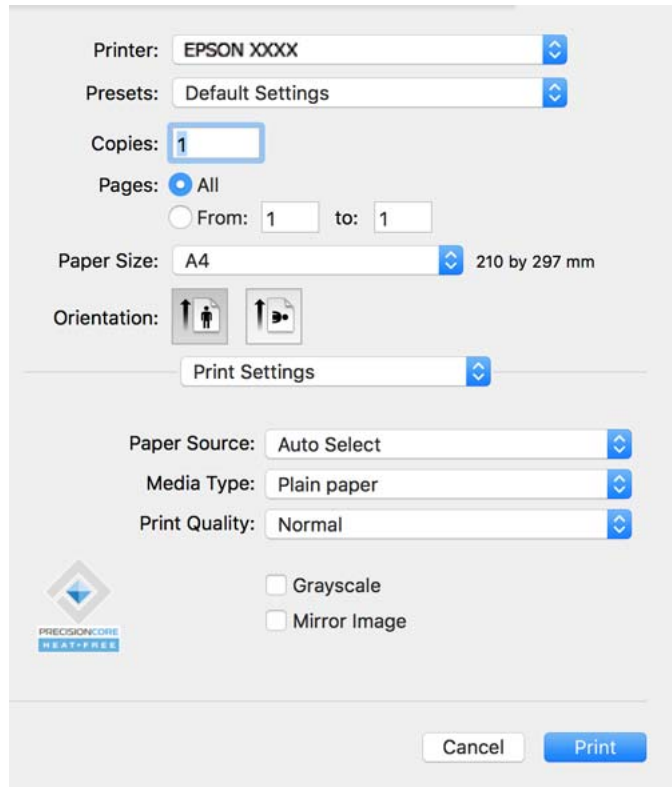 Printer: EPSON XXXX
Presets: Default Settings
Copies: 1
Pages: All
From: 1 to: 1
Paper Size: A4 210 by 297 mm
Orientation:
Print Settings
Paper Source: Auto Select
Media Type: Plain paper
Print Quality: Normal
Grayscale
Mirror Image
PRECISIONCORE
HEAT-FREE
Cancel Print